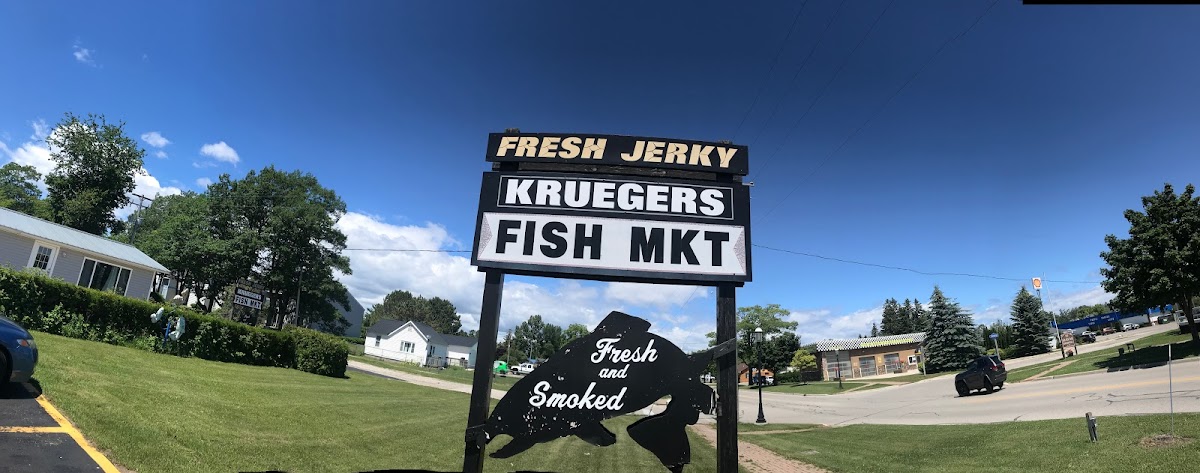 FRESH JERKY
KRUEGERS
FISH MKT
Fresh
and
Smoked